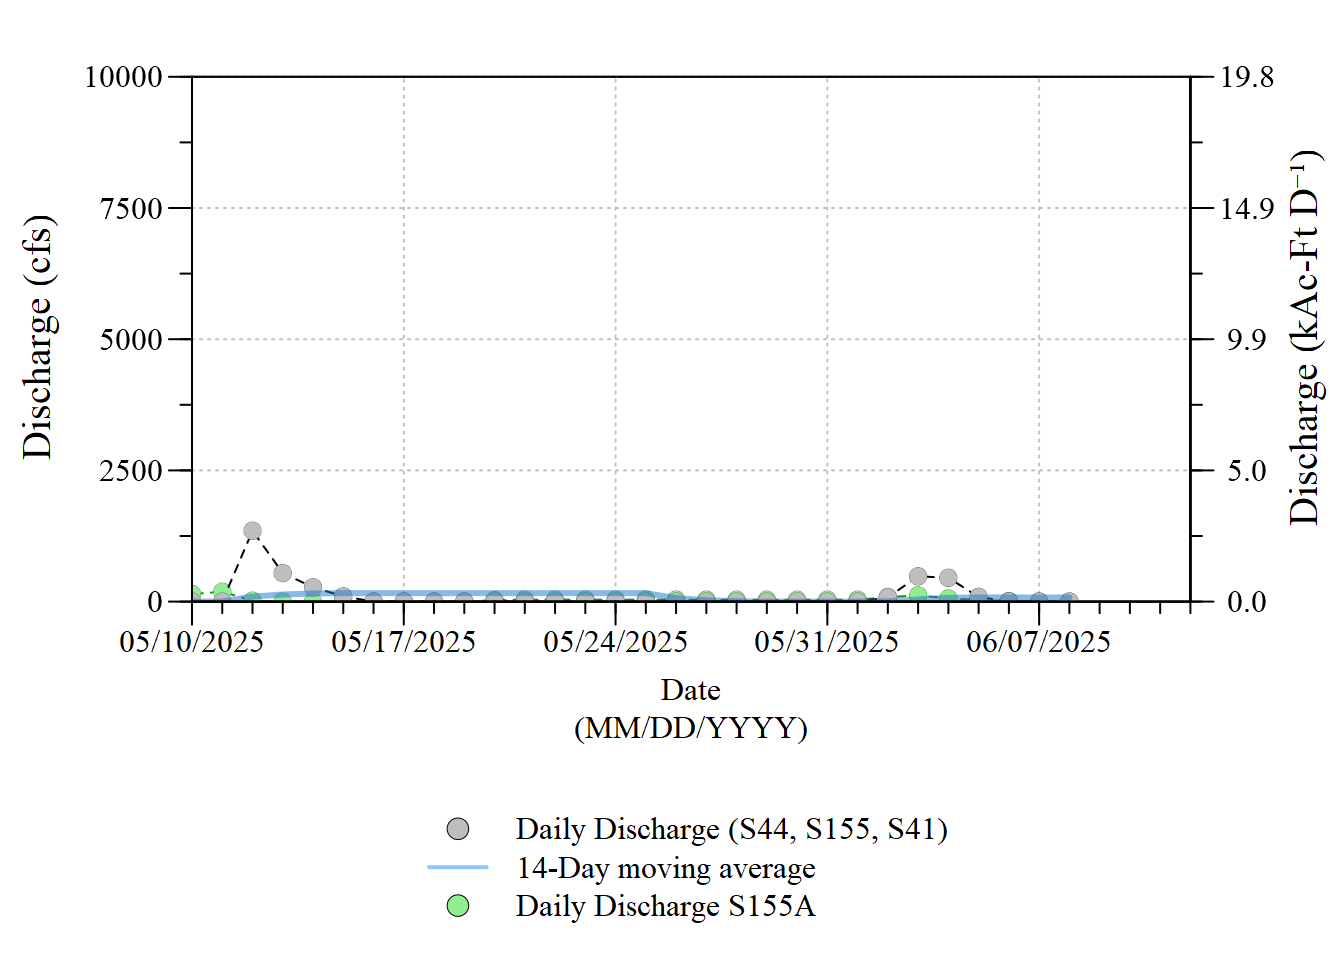 10000
7500
5000
2500
0
Discharge (cfs)
19.8
14.9
9.9
5.0
0.0
Discharge (kAc-Ft D⁻¹)
05/10/2025 05/17/2025 05/24/2025 05/31/2025 06/07/2025
Date
(MM/DD/YYYY)
Daily Discharge (S44, S155, S41)
14-Day moving average
Daily Discharge S155A